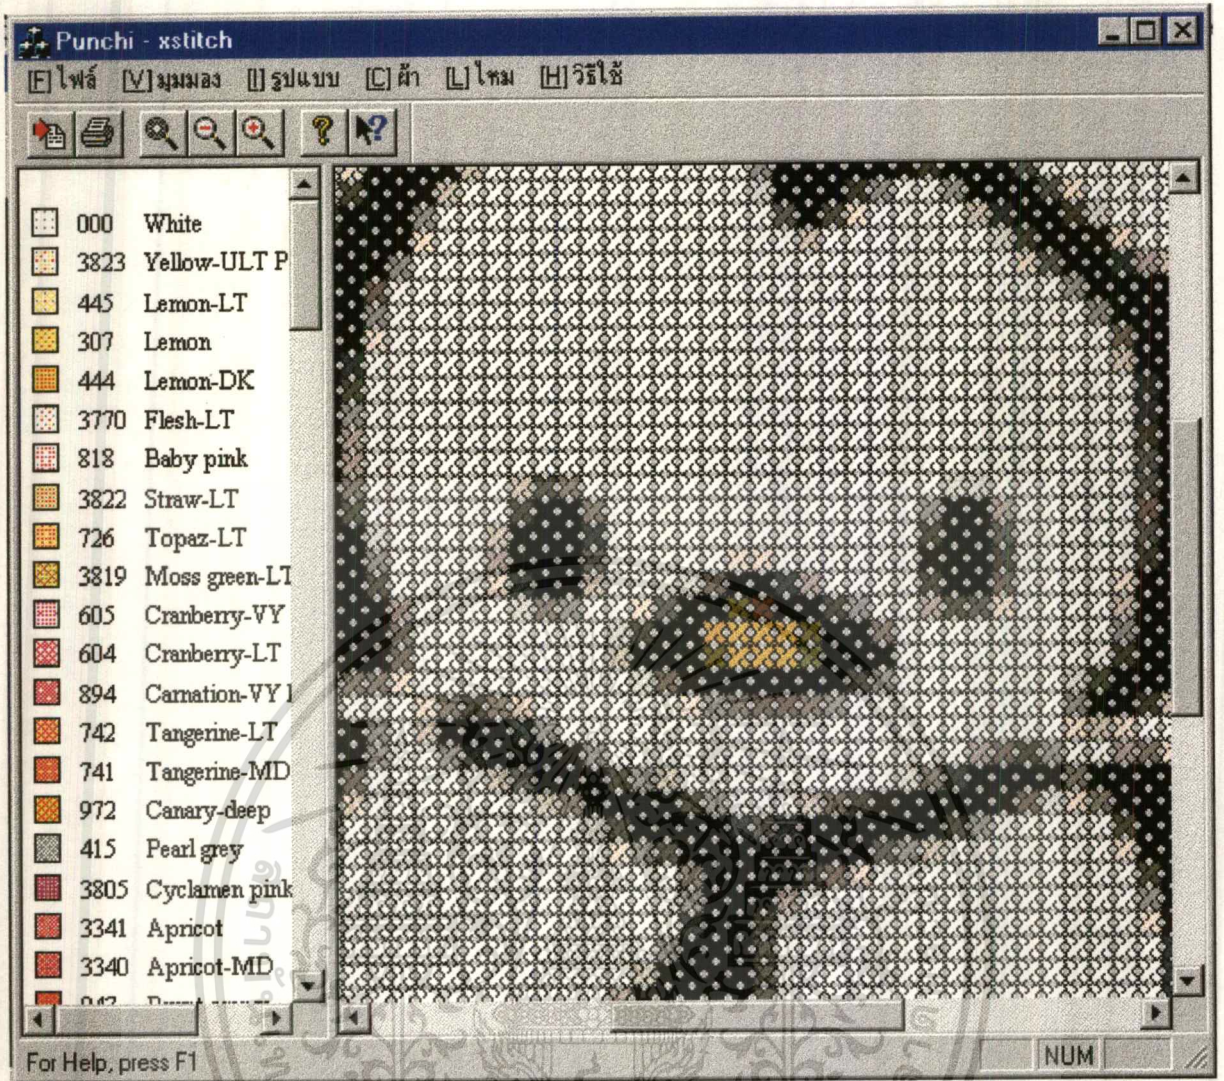 Punchi - xstitch
[F]ไฟล์ [V]มุมมอง [I]รูปแบบ [C]ผ้า [L]ไหม [H]วิธีใช้
000 White
3823 Yellow-ULT P
445 Lemon-LT
307 Lemon
444 Lemon-DK
3770 Flesh-LT
818 Baby pink
3822 Straw-LT
726 Topaz-LT
3819 Moss green-LT
605 Cranberry-VY
604 Cranberry-LT
894 Carnation-VY
742 Tangerine-LT
741 Tangerine-MD
972 Canary-deep
415 Pearl grey
3805 Cyclamen pink
3341 Apricot
3340 Apricot-MD
For Help, press F1
NUM